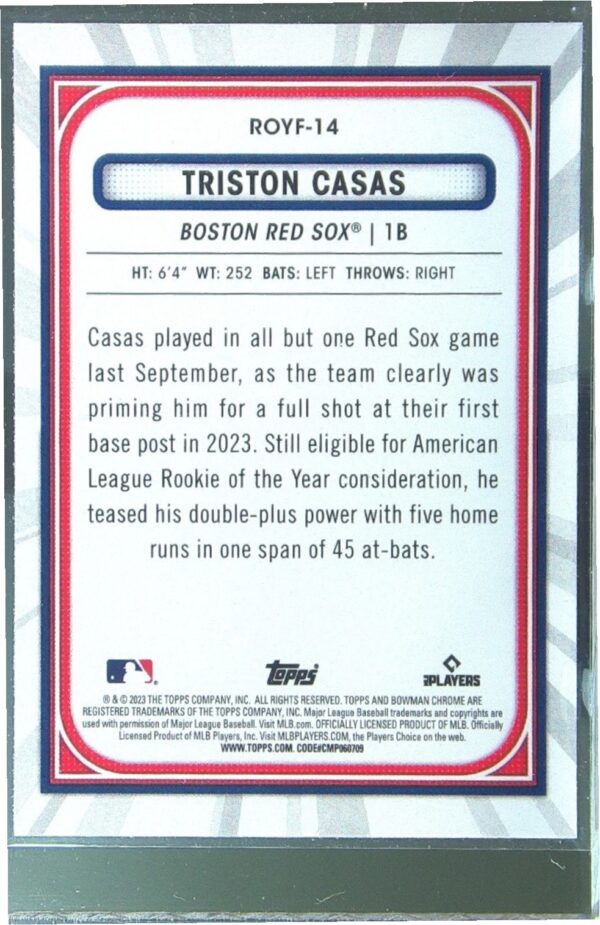 ROYF-14
TRISTON CASAS
BOSTON RED SOX® | 1B
HT: 6'4" WT: 252 BATS: LEFT THROWS: RIGHT
Casas played in all but one Red Sox game
last September, as the team clearly was
priming him for a full shot at their first
base post in 2023. Still eligible for American
League Rookie of the Year consideration, he
teased his double-plus power with five home
runs in one span of 45 at-bats.
Topps PLAYERS
® & © 2023 THE TOPPS COMPANY, INC. ALL RIGHTS RESERVED. TOPPS AND BOWMAN CHROME ARE
REGISTERED TRADEMARKS OF THE TOPPS COMPANY, INC. Major League Baseball trademarks and copyrights are
used with permission of Major League Baseball. Visit MLB.com. OFFICIALLY LICENSED PRODUCT OF MLB. Officially
Licensed Product of MLB Players, Inc. Visit MLBPLAYERS.COM, the Players Choice on the web.
WWW.TOPPS.COM. CODE#CMP060709